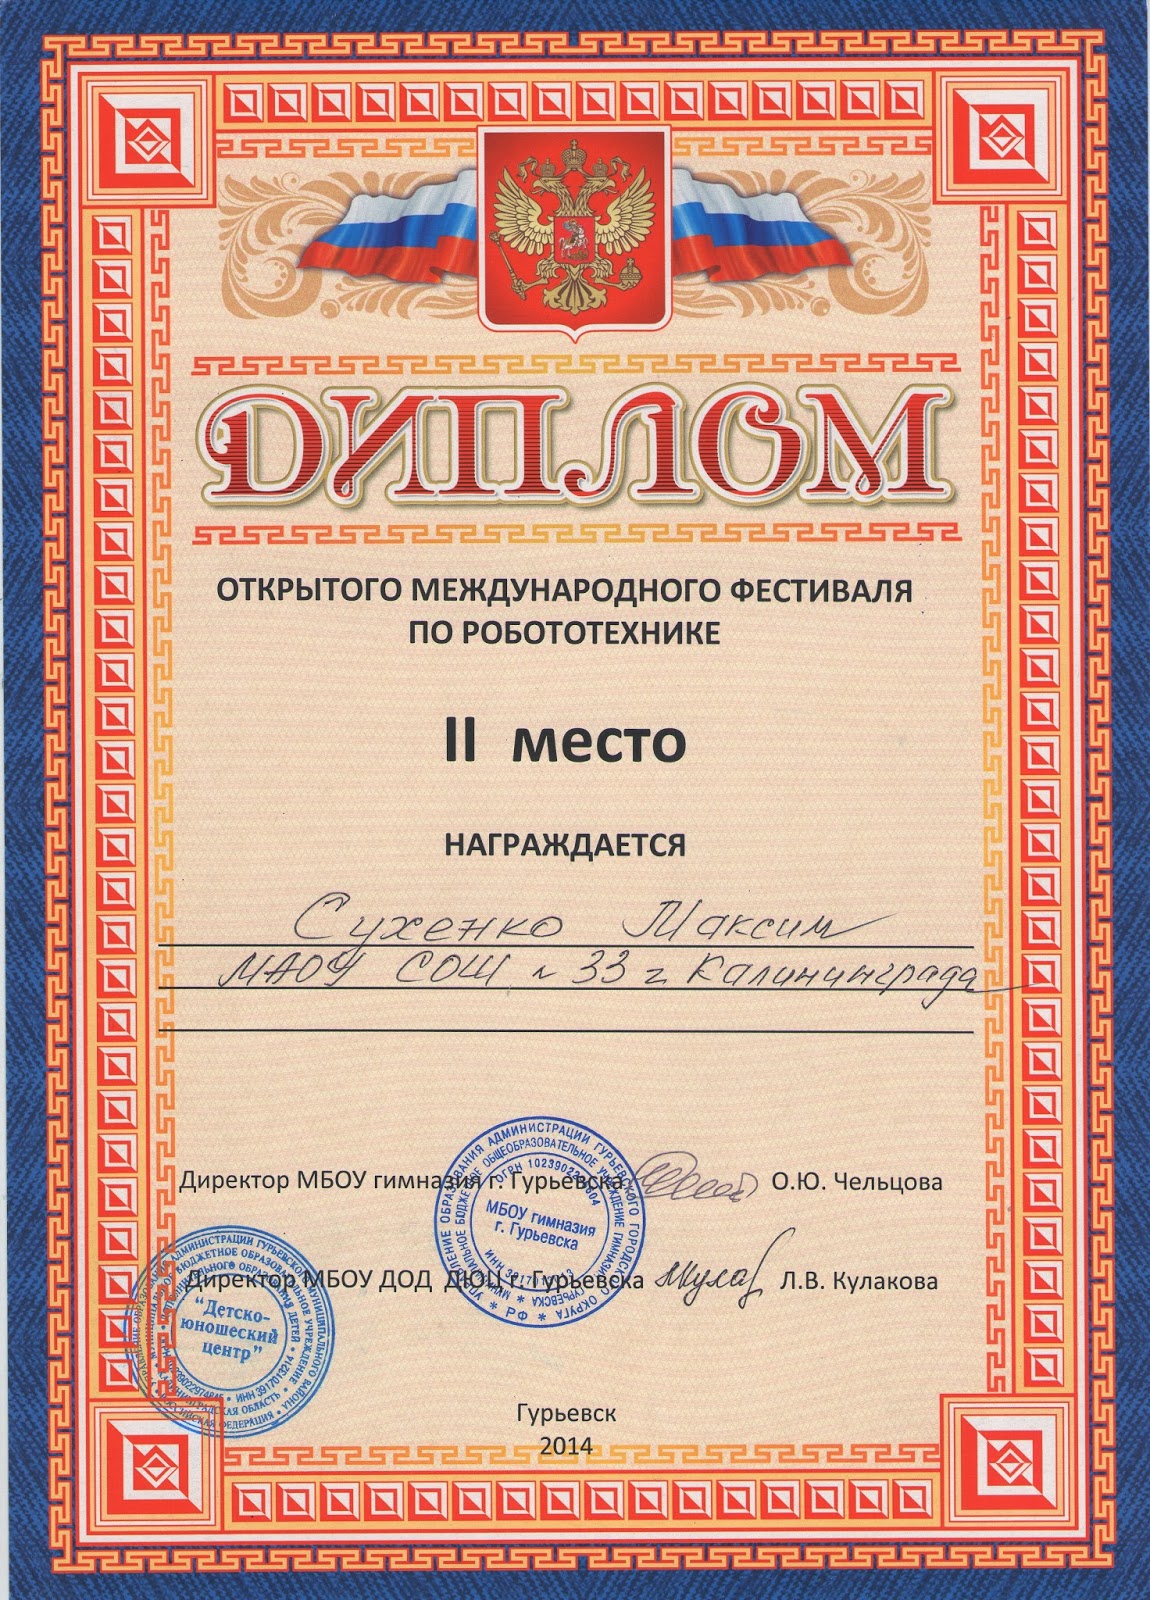 ДИПЛОМ
ОТКРЫТОГО МЕЖДУНАРОДНОГО ФЕСТИВАЛЯ
ПО РОБОТОТЕХНИКЕ
II место
НАГРАЖДАЕТСЯ
Сухенко Максим
МАОУ СОШ № 33 г. Калининграда
Директор МБОУ гимназия г. Гурьевска О.Ю. Чельцова
МБОУ гимназия
г. Гурьевска
Директор МБОУ ДОД ДЮЦ г. Гурьевска Л.В. Кулакова
"Детско-
юношеский
центр"
Гурьевск
2014